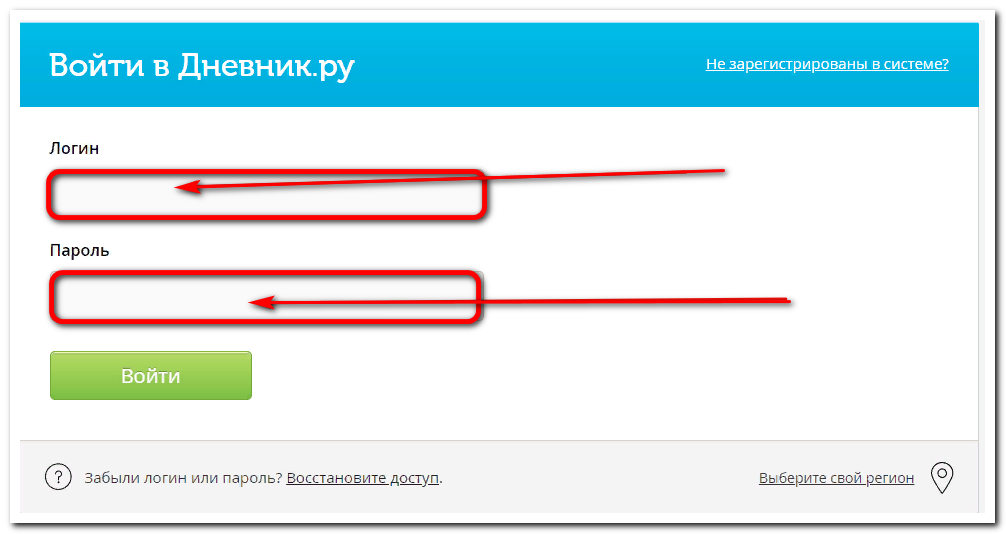 Войти в Дневник.ру
Не зарегистрированы в системе?
Логин
Пароль
Войти
?
Забыли логин или пароль? Восстановите доступ.
Выберите свой регион